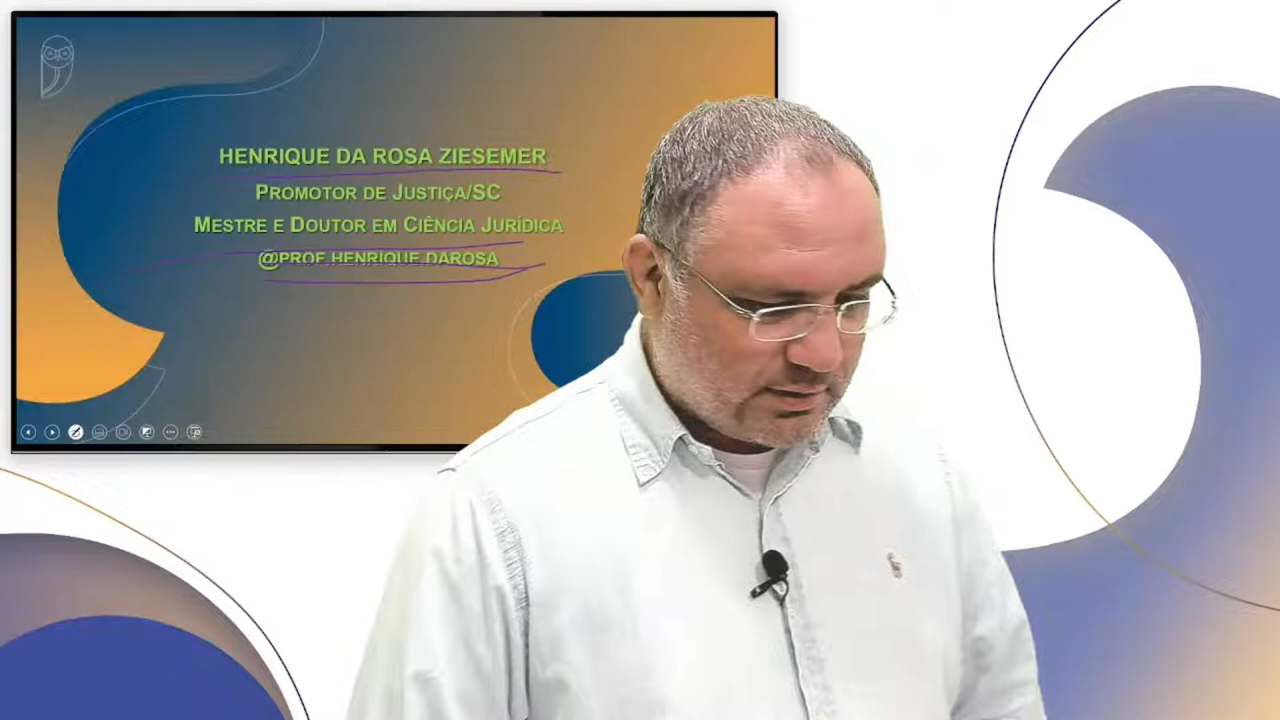 HENRIQUE DA ROSA ZIESEMER
PROMOTOR DE JUSTIÇA/SC
MESTRE E DOUTOR EM CIÊNCIA JURÍDICA
@PROF.HENRIQUE.DAROSA